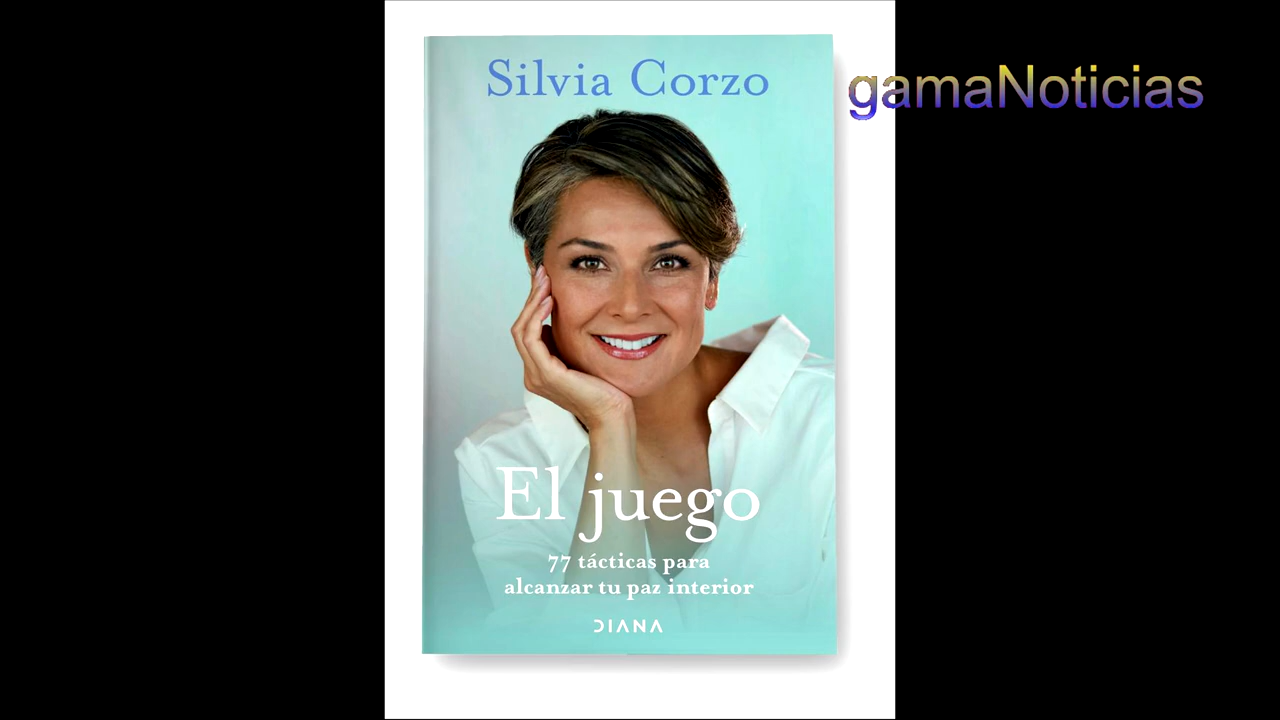 Silvia Corzo
gamaNoticias
El juego
77 tácticas para
alcanzar tu paz interior
DIANA